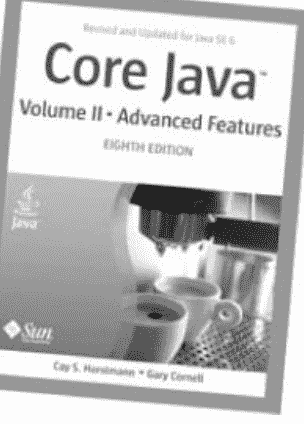 Revised and Updated for Java SE 6
Core Java™
Volume II • Advanced Features
EIGHTH EDITION
Java
Sun
Cay S. Horstmann • Gary Cornell